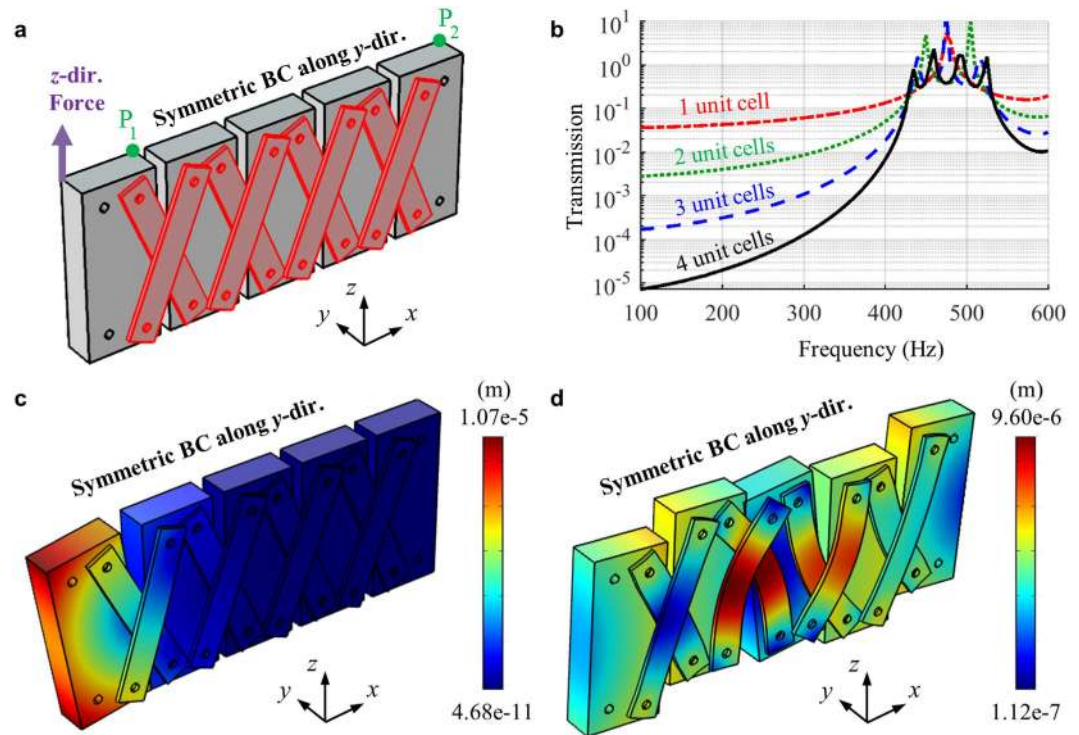 a
P2
Symmetric BC along y-dir.
z-dir.
Force
P1
z
y
x
b
10^1
10^0
10^-1
10^-2
10^-3
10^-4
10^-5
Transmission
1 unit cell
2 unit cells
3 unit cells
4 unit cells
100 200 300 400 500 600
Frequency (Hz)
c
Symmetric BC along y-dir.
(m)
1.07e-5
4.68e-11
z
y
x
d
Symmetric BC along y-dir.
(m)
9.60e-6
1.12e-7
z
y
x